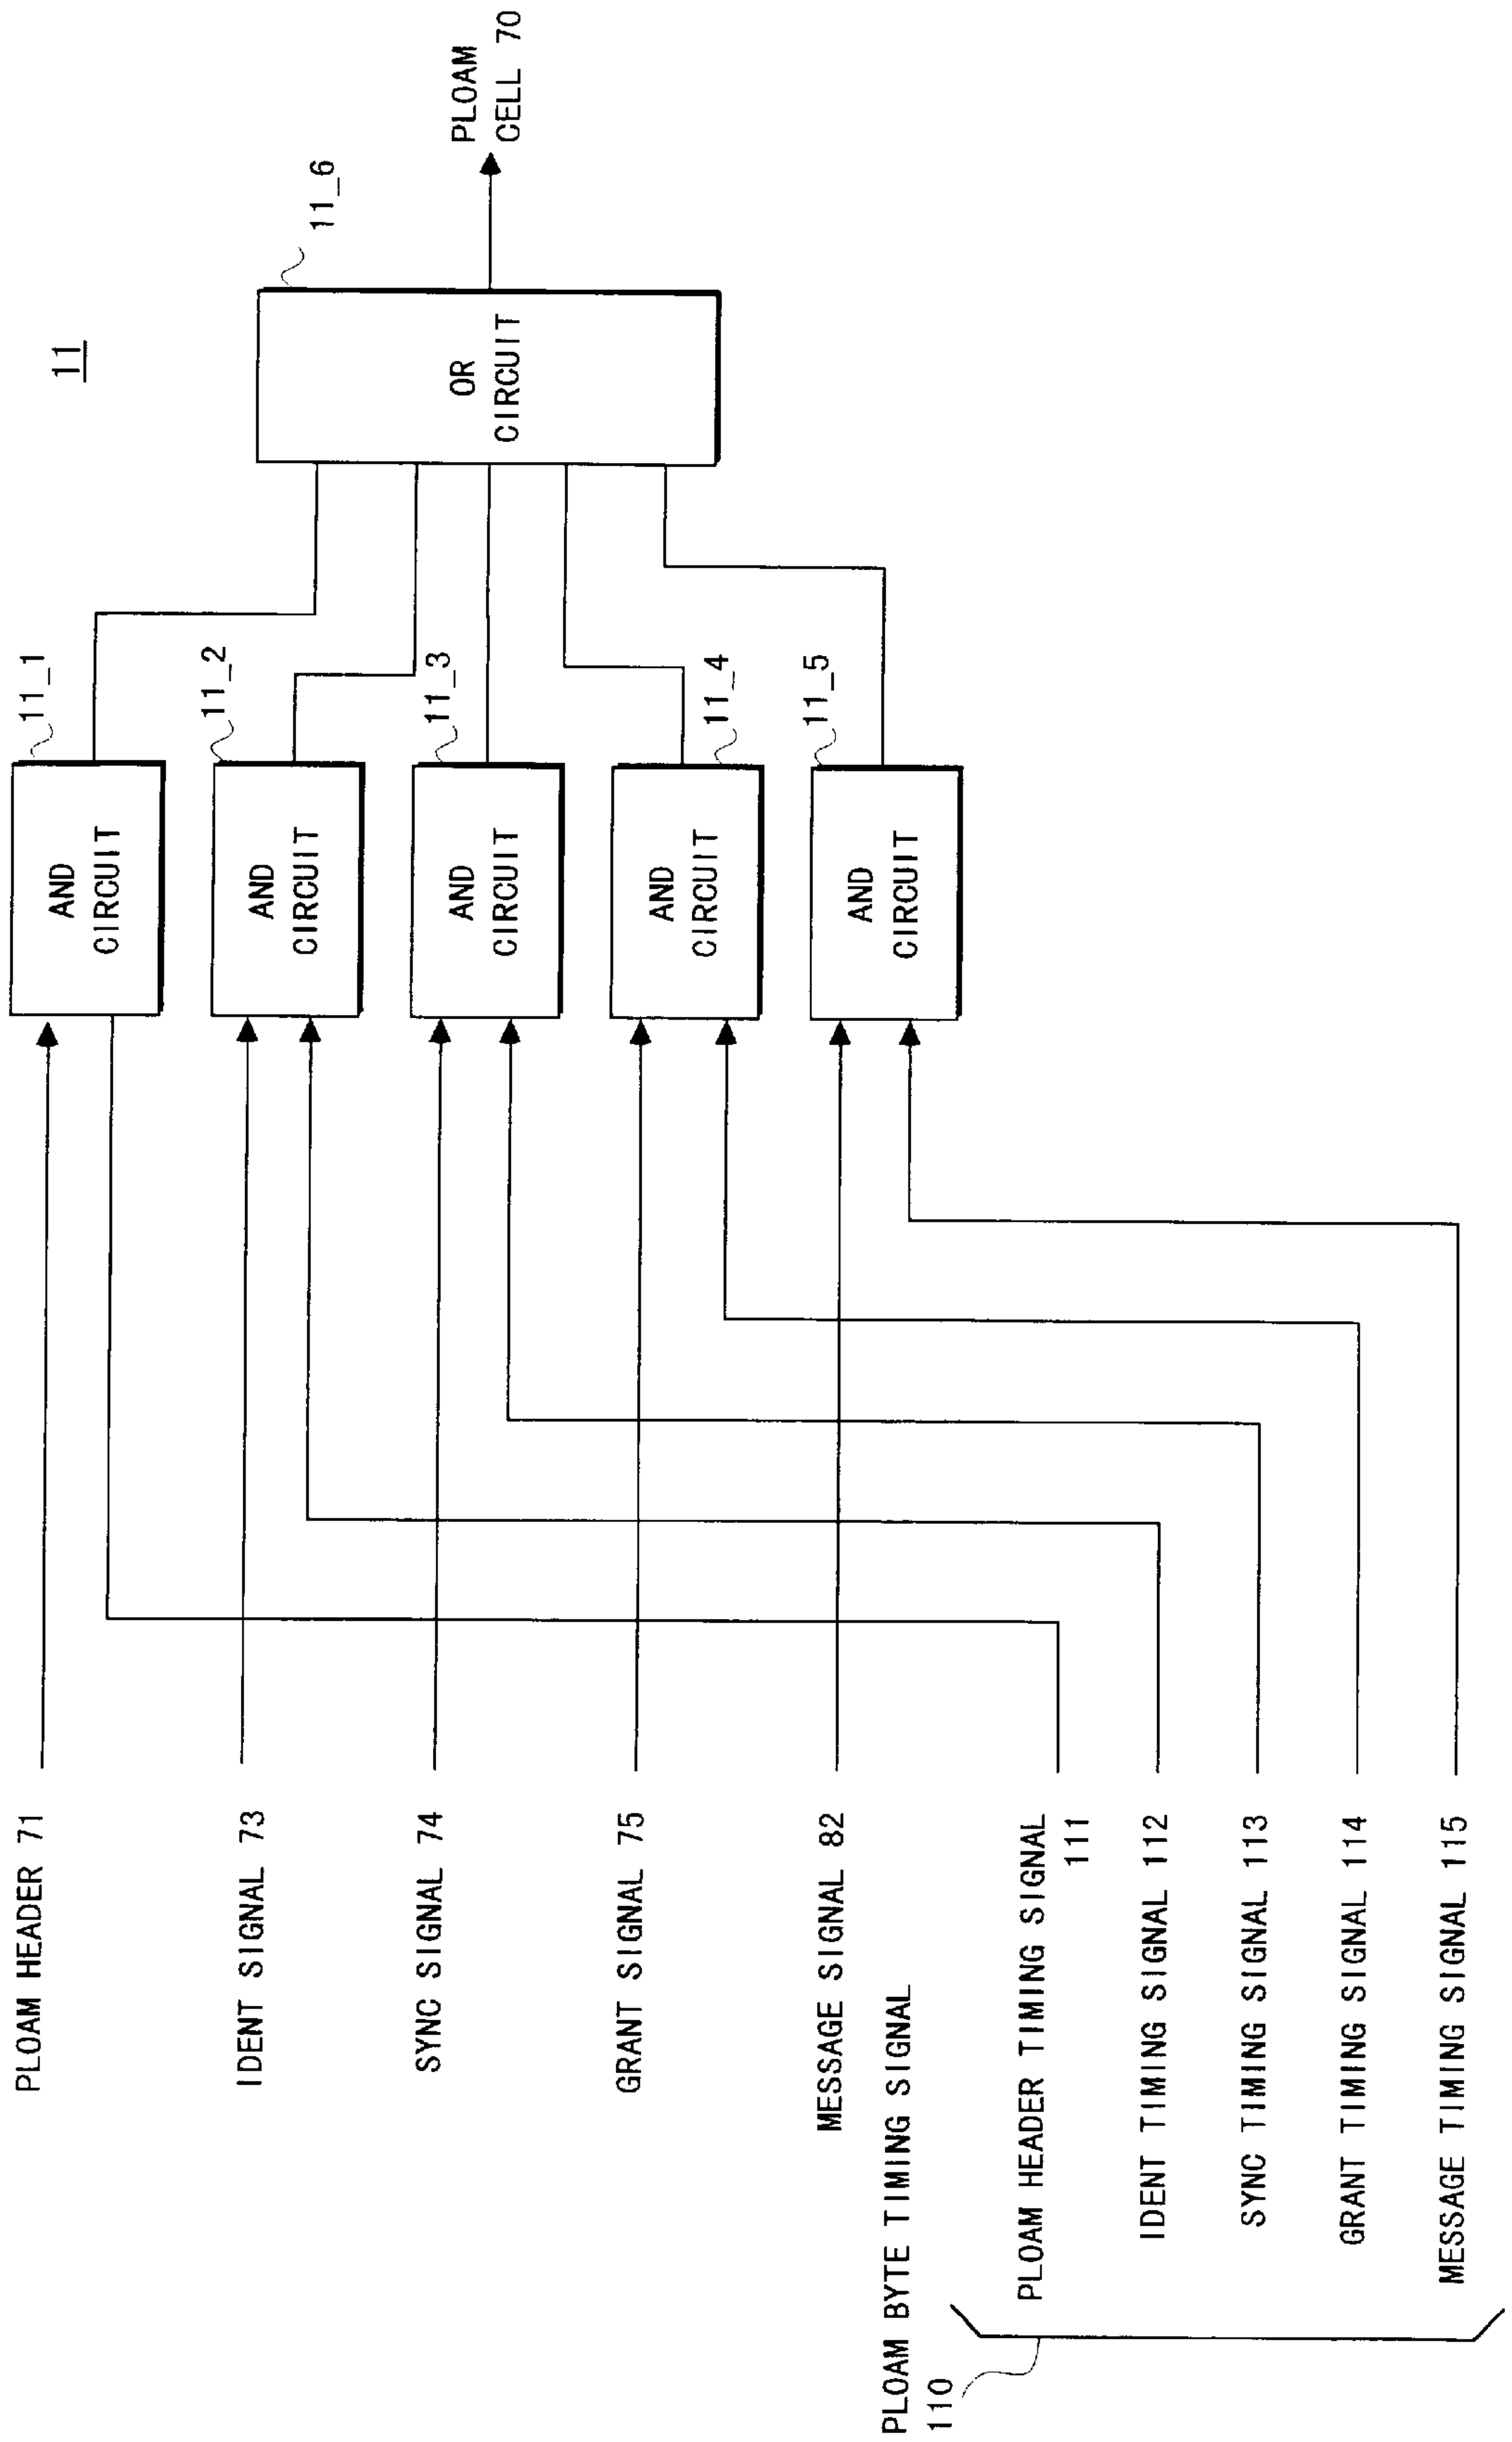 11
PLOAM HEADER 71
IDENT SIGNAL 73
SYNC SIGNAL 74
GRANT SIGNAL 75
MESSAGE SIGNAL 82
PLOAM BYTE TIMING SIGNAL
110
PLOAM HEADER TIMING SIGNAL
111
IDENT TIMING SIGNAL 112
SYNC TIMING SIGNAL 113
GRANT TIMING SIGNAL 114
MESSAGE TIMING SIGNAL 115
11_1
AND
CIRCUIT
11_2
AND
CIRCUIT
11_3
AND
CIRCUIT
11_4
AND
CIRCUIT
11_5
AND
CIRCUIT
11_6
OR
CIRCUIT
PLOAM
CELL 70